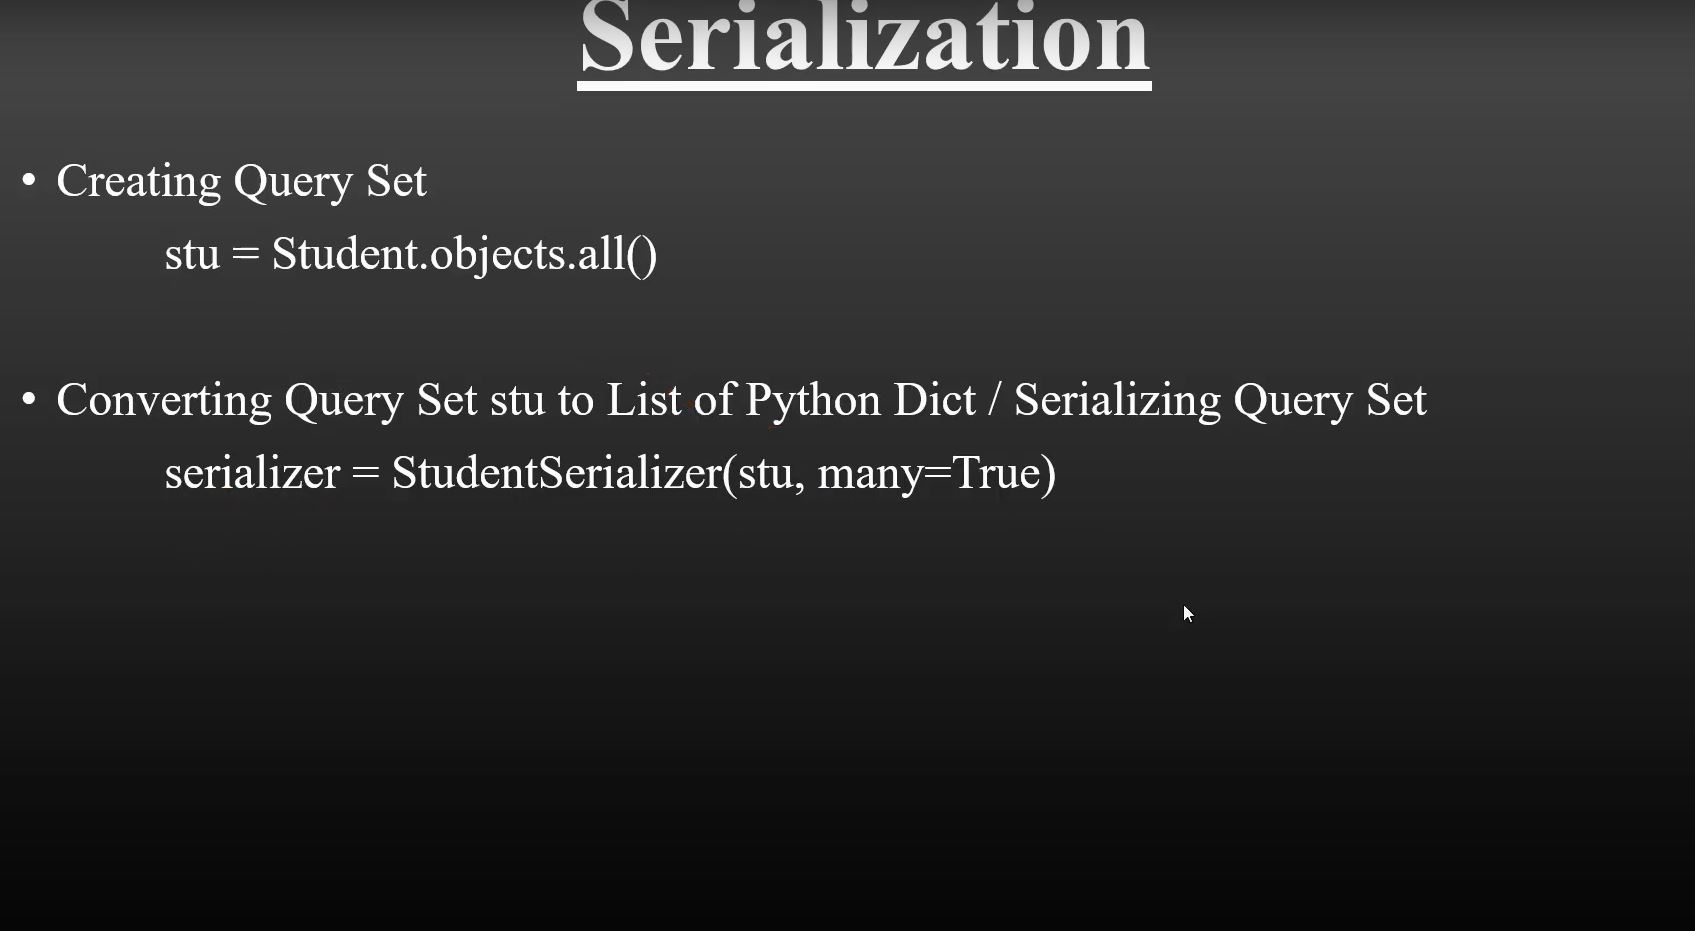 Serialization
• Creating Query Set
stu = Student.objects.all()
• Converting Query Set stu to List of Python Dict / Serializing Query Set
serializer = StudentSerializer(stu, many=True)